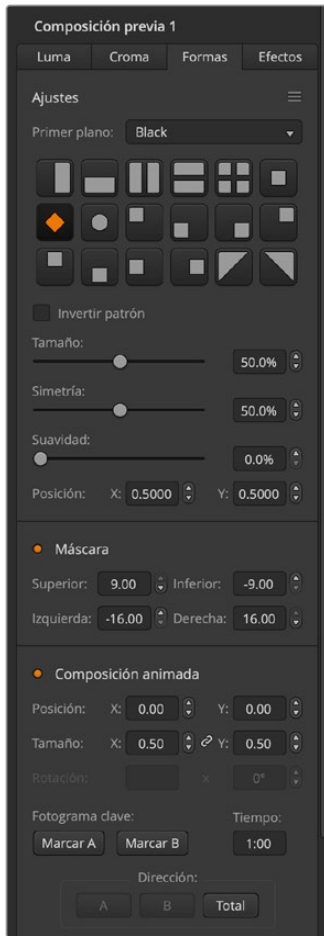 Composición previa 1
Luma Croma Formas Efectos
Ajustes
Primer plano: Black
Invertir patrón
Tamaño:
50.0%
Simetría:
50.0%
Suavidad:
0.0%
Posición: X: 0.5000 Y: 0.5000
Máscara
Superior: 9.00 Inferior: -9.00
Izquierda: -16.00 Derecha: 16.00
Composición animada
Posición: X: 0.00 Y: 0.00
Tamaño: X: 0.50 Y: 0.50
Rotación: x 0°
Fotograma clave: Tiempo:
Marcar A Marcar B 1:00
Dirección:
A B Total